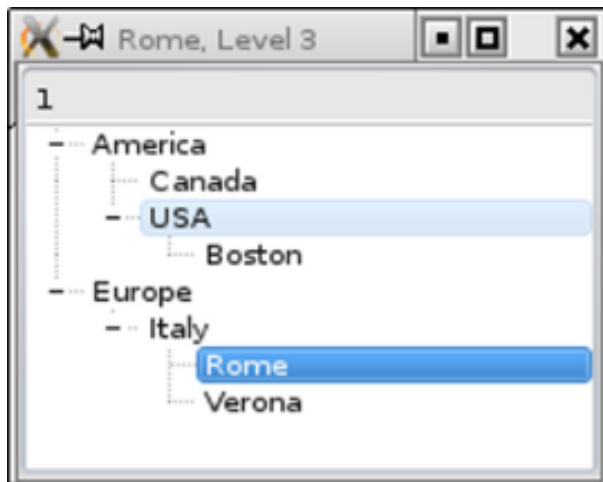 Rome, Level 3
1
America
Canada
USA
Boston
Europe
Italy
Rome
Verona